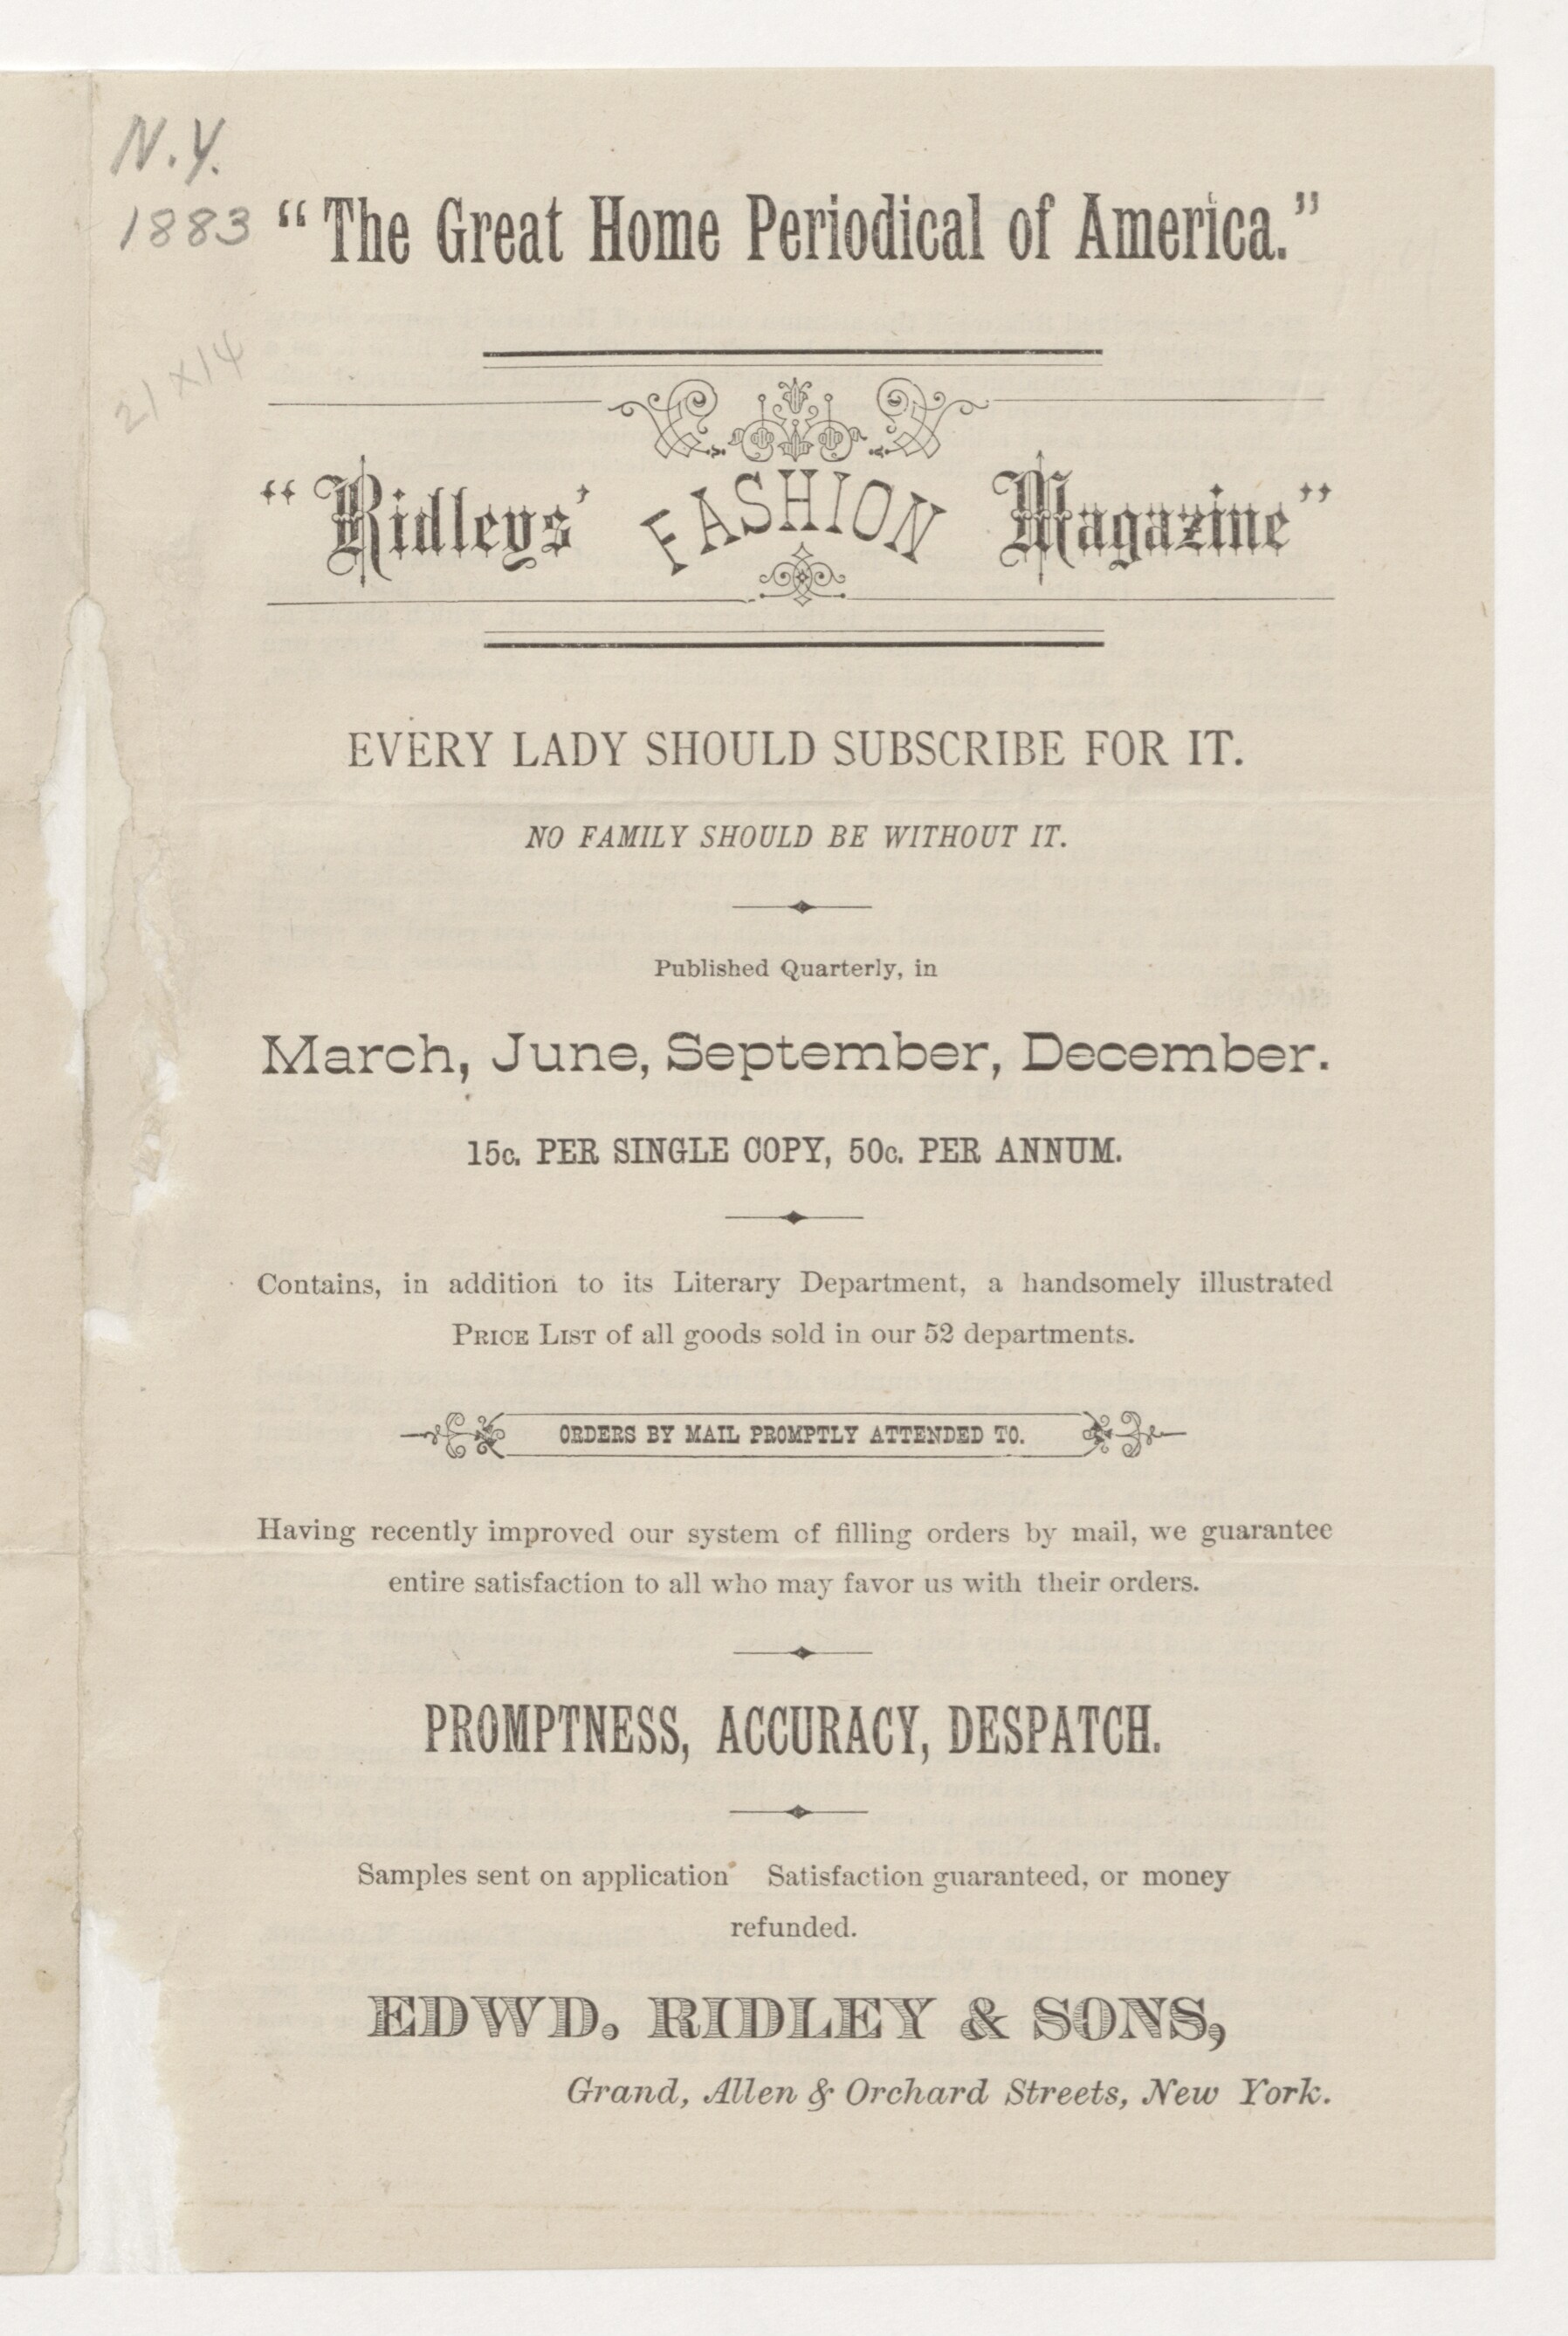 N.Y.
1883
“The Great Home Periodical of America.”
21 x 14
“Ridleys’ FASHION Magazine”
EVERY LADY SHOULD SUBSCRIBE FOR IT.
NO FAMILY SHOULD BE WITHOUT IT.
Published Quarterly, in
March, June, September, December.
15c. PER SINGLE COPY, 50c. PER ANNUM.
Contains, in addition to its Literary Department, a handsomely illustrated
PRICE LIST of all goods sold in our 52 departments.
ORDERS BY MAIL PROMPTLY ATTENDED TO.
Having recently improved our system of filling orders by mail, we guarantee
entire satisfaction to all who may favor us with their orders.
PROMPTNESS, ACCURACY, DESPATCH.
Samples sent on application Satisfaction guaranteed, or money
refunded.
EDWD. RIDLEY & SONS,
Grand, Allen & Orchard Streets, New York.